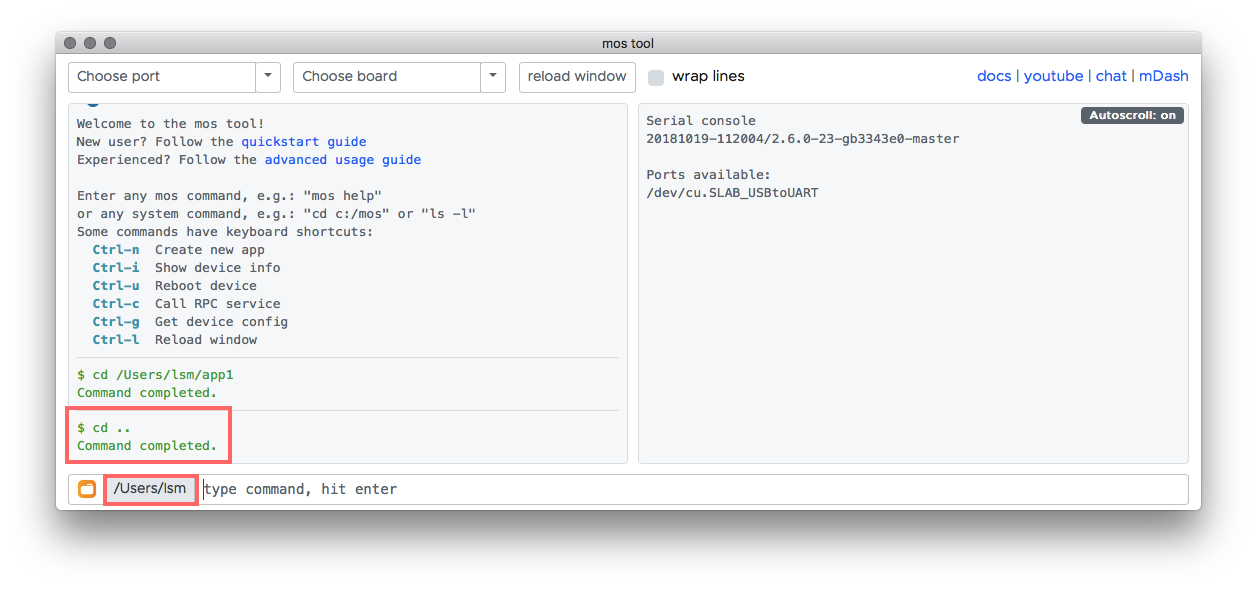 mos tool
Choose port
Choose board
reload window
wrap lines
docs | youtube | chat | mDash
Welcome to the mos tool!
New user? Follow the quickstart guide
Experienced? Follow the advanced usage guide
Enter any mos command, e.g.: "mos help"
or any system command, e.g.: "cd c:/mos" or "ls -l"
Some commands have keyboard shortcuts:
Ctrl-n Create new app
Ctrl-i Show device info
Ctrl-u Reboot device
Ctrl-c Call RPC service
Ctrl-g Get device config
Ctrl-l Reload window
$ cd /Users/lsm/app1
Command completed.
$ cd ..
Command completed.
Autoscroll: on
Serial console
20181019-112004/2.6.0-23-gb3343e0-master
Ports available:
/dev/cu.SLAB_USBtoUART
/Users/lsm
type command, hit enter